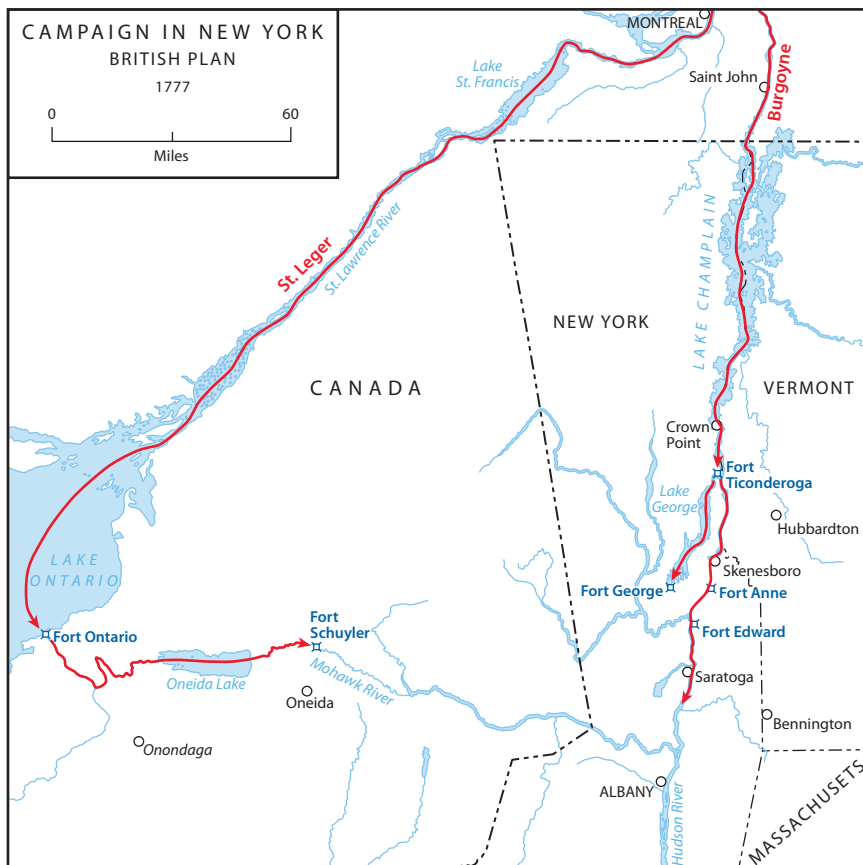 CAMPAIGN IN NEW YORK
BRITISH PLAN
1777
0 60
Miles
MONTREAL
Lake
St. Francis
Saint John
Burgoyne
St. Leger
St. Lawrence River
LAKE CHAMPLAIN
NEW YORK
CANADA
VERMONT
Crown
Point
Fort
Ticonderoga
Lake
George
Hubbardton
LAKE
ONTARIO
Skenesboro
Fort George
Fort Anne
Fort
Schuyler
Fort Ontario
Fort Edward
Mohawk River
Oneida Lake
Saratoga
Oneida
Bennington
Onondaga
ALBANY
Hudson River
MASSACHUSETS